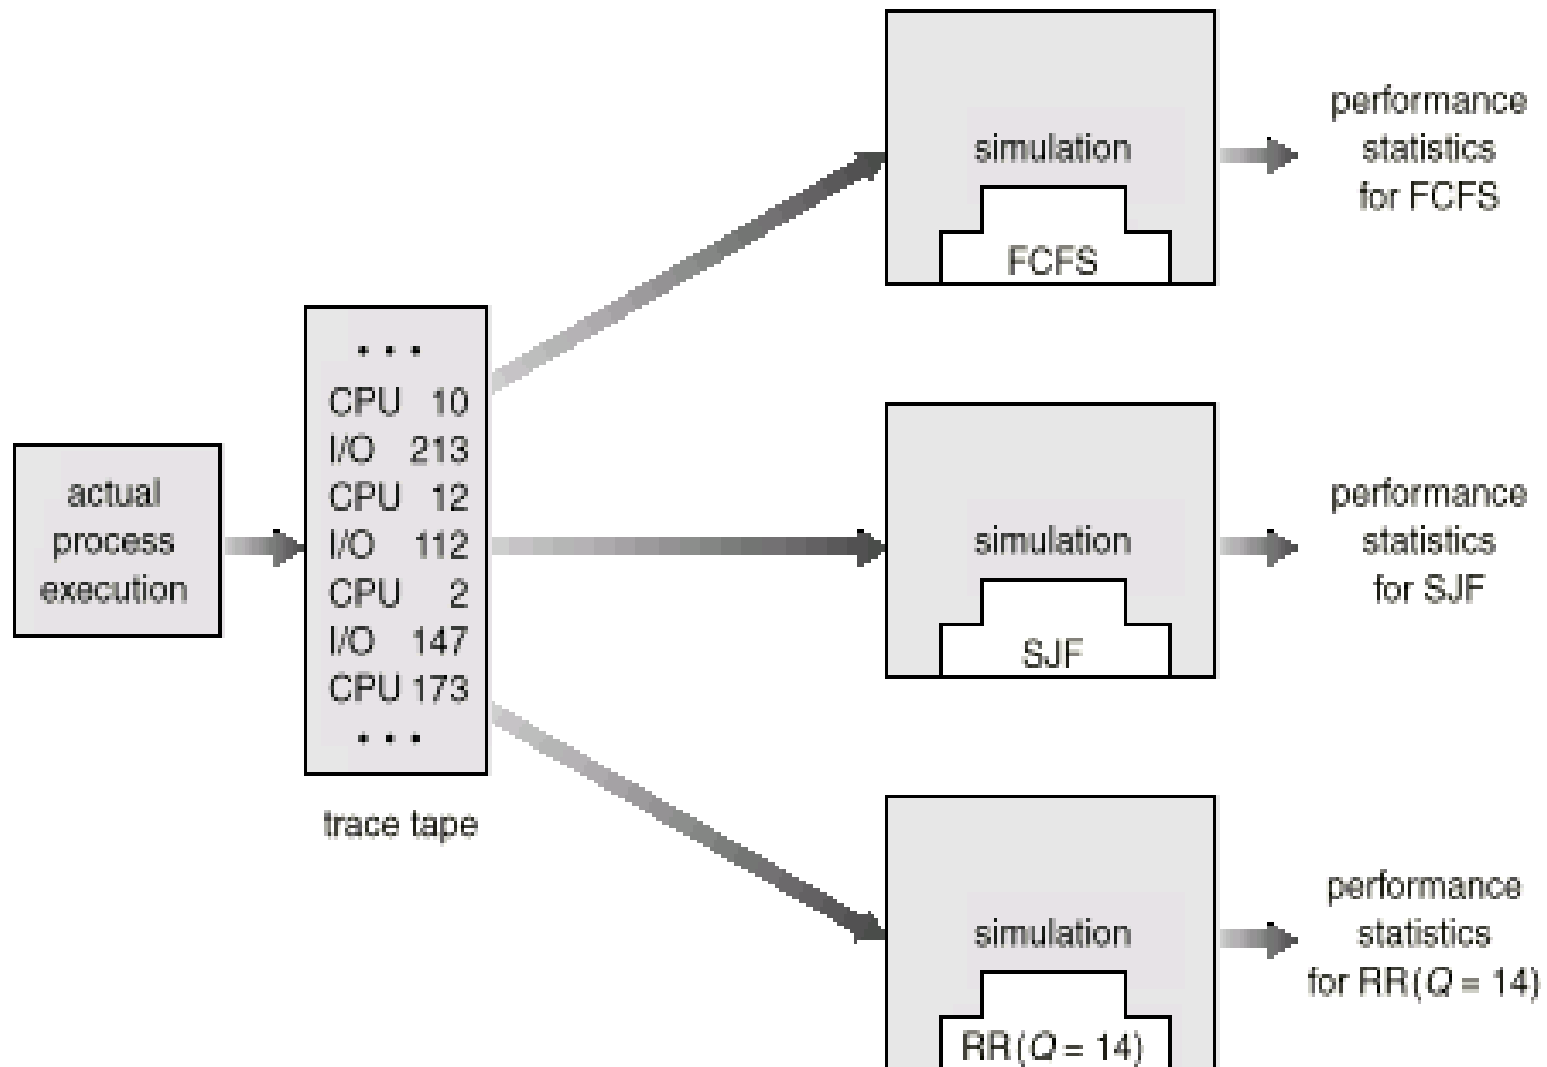 actual
process
execution
. . .
CPU 10
I/O 213
CPU 12
I/O 112
CPU 2
I/O 147
CPU 173
. . .
trace tape
simulation
FCFS
performance
statistics
for FCFS
simulation
SJF
performance
statistics
for SJF
simulation
RR(Q = 14)
performance
statistics
for RR(Q = 14)